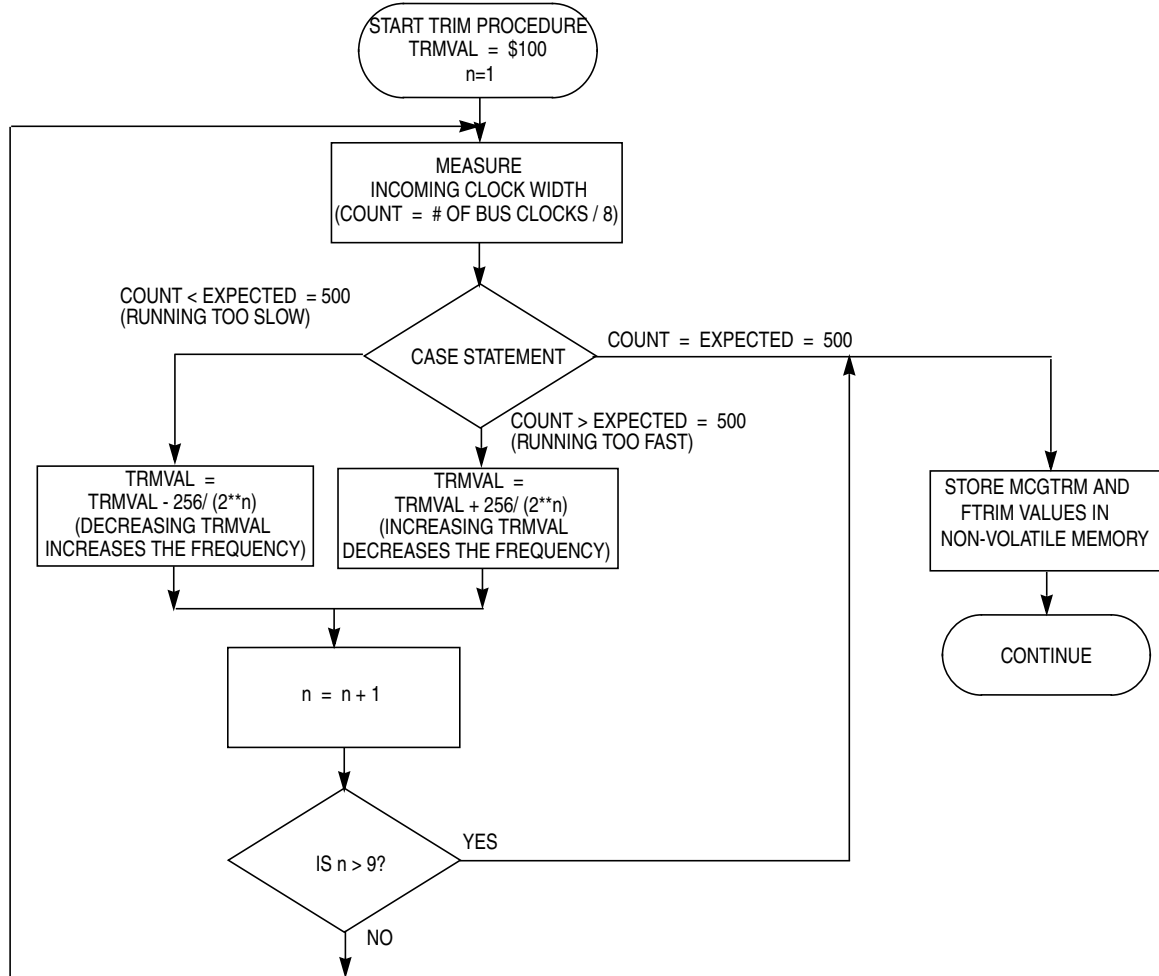 START TRIM PROCEDURE
TRMVAL = $100
n=1
MEASURE
INCOMING CLOCK WIDTH
(COUNT = # OF BUS CLOCKS / 8)
COUNT < EXPECTED = 500
(RUNNING TOO SLOW)
CASE STATEMENT
COUNT = EXPECTED = 500
COUNT > EXPECTED = 500
(RUNNING TOO FAST)
TRMVAL =
TRMVAL - 256/ (2**n)
(DECREASING TRMVAL
INCREASES THE FREQUENCY)
TRMVAL =
TRMVAL + 256/ (2**n)
(INCREASING TRMVAL
DECREASES THE FREQUENCY)
STORE MCGTRM AND
FTRIM VALUES IN
NON-VOLATILE MEMORY
CONTINUE
n = n + 1
IS n > 9?
YES
NO